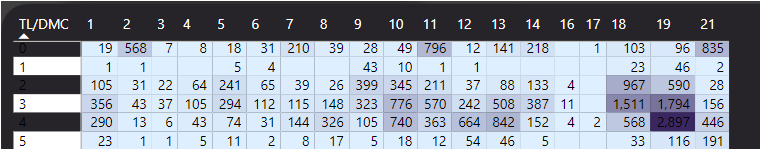 TL/DMC 1 2 3 4 5 6 7 8 9 10 11 12 13 14 16 17 18 19 21
0 19 568 7 8 18 31 210 39 28 49 796 12 141 218 1 103 96 835
1 1 1 5 4 43 10 1 1 23 46 2
2 105 31 22 64 241 65 39 26 399 345 211 37 88 133 4 967 590 28
3 356 43 37 105 294 112 115 148 323 776 570 242 508 387 11 1,511 1,794 156
4 290 13 6 43 74 31 144 326 105 740 363 664 842 152 4 2 568 2,897 446
5 23 1 1 5 11 2 8 17 5 18 12 54 46 5 33 116 191